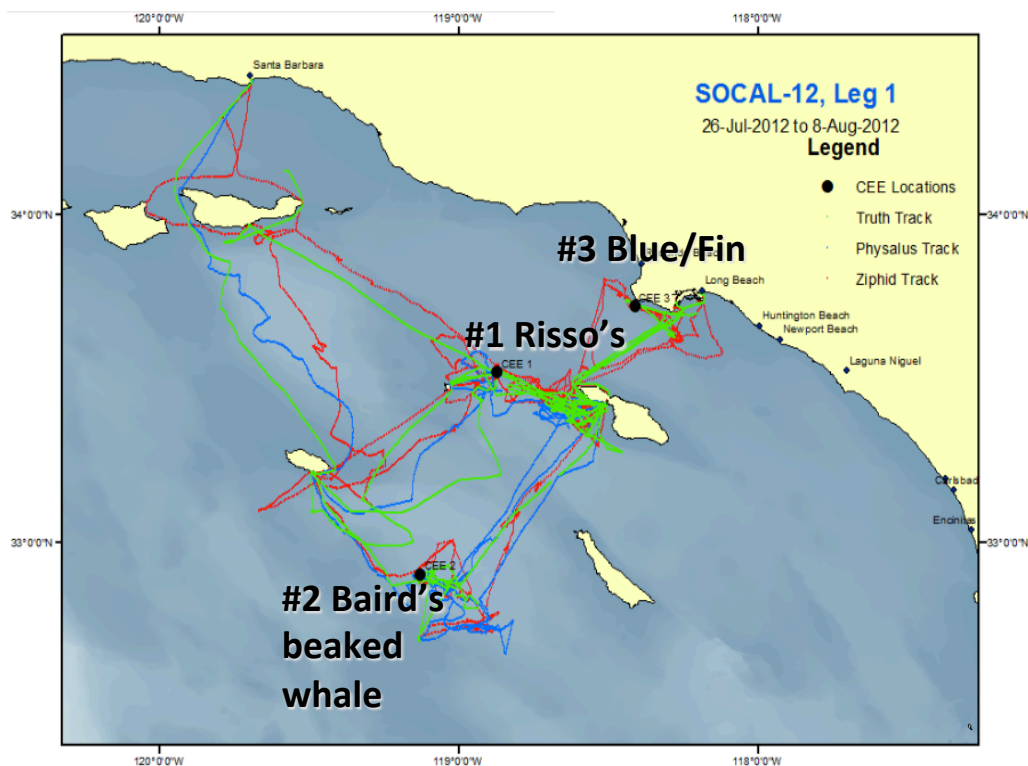 120°0'0"W 119°0'0"W 118°0'0"W
Santa Barbara
SOCAL-12, Leg 1
26-Jul-2012 to 8-Aug-2012
Legend
CEE Locations
Truth Track
Physalus Track
Ziphid Track
34°0'0"N 34°0'0"N
#3 Blue/Fin
Long Beach
CEE 3
Huntington Beach
Newport Beach
#1 Risso's
CEE 1
Laguna Niguel
Carlsbad
Encinitas
33°0'0"N 33°0'0"N
CEE 2
#2 Baird's
beaked
whale
120°0'0"W 119°0'0"W 118°0'0"W